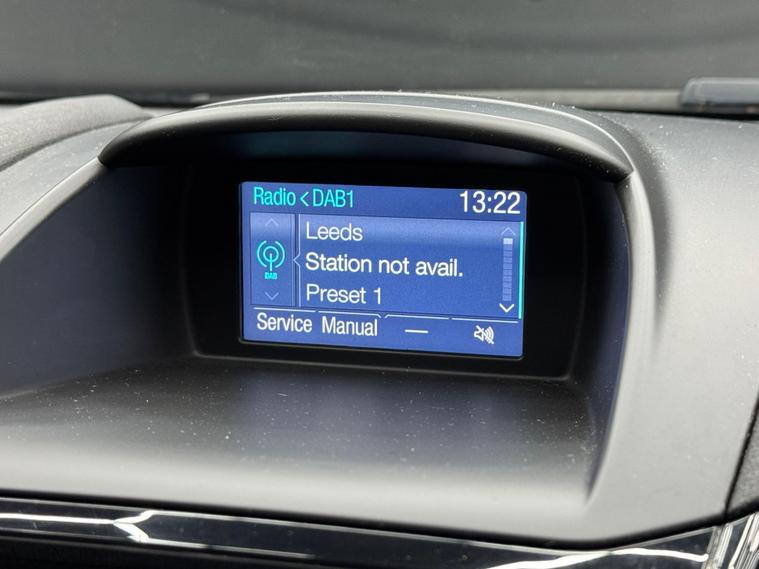 Radio < DAB1 13:22
Leeds
DAB
Station not avail.
Preset 1
Service Manual —